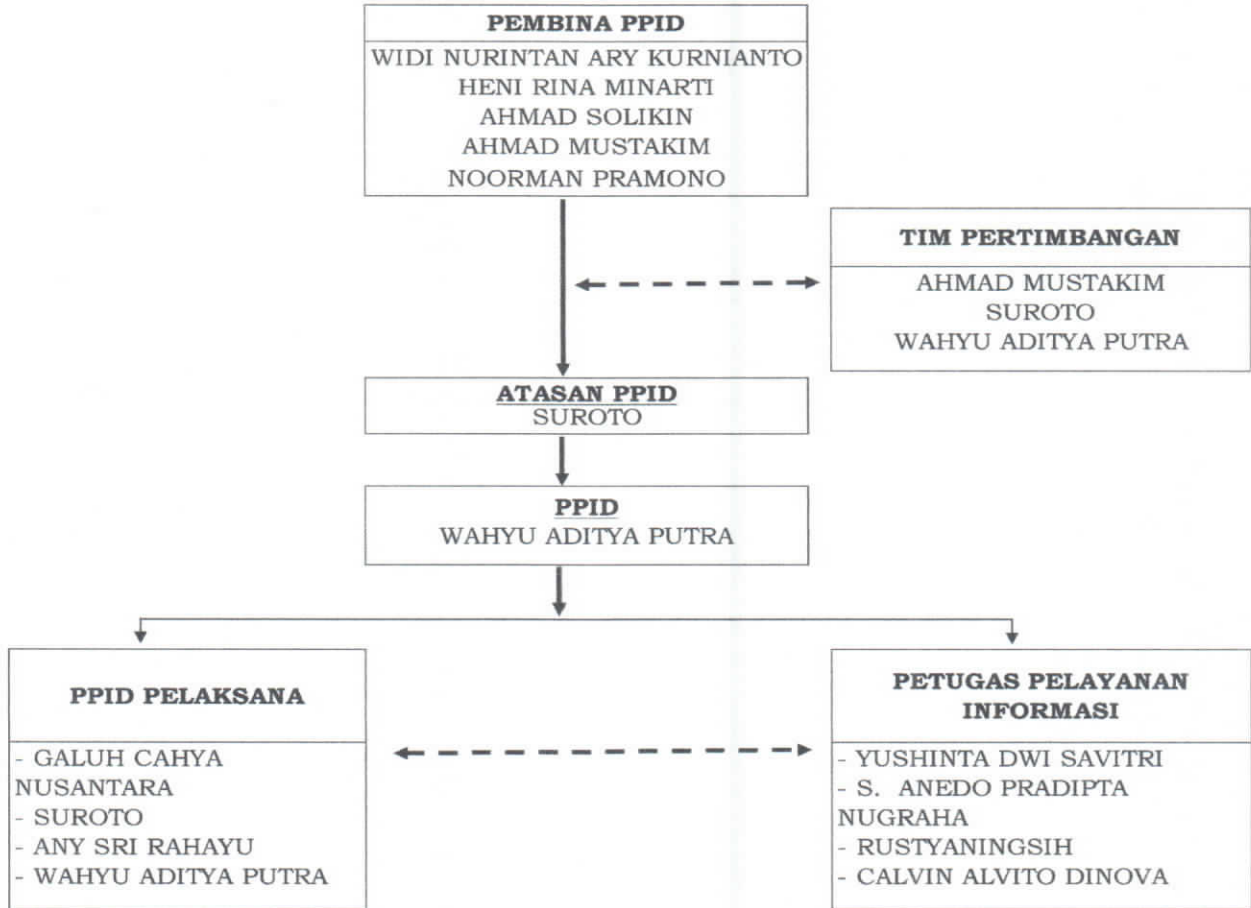 PEMBINA PPID
WIDI NURINTAN ARY KURNIANTO
HENI RINA MINARTI
AHMAD SOLIKIN
AHMAD MUSTAKIM
NOORMAN PRAMONO
TIM PERTIMBANGAN
AHMAD MUSTAKIM
SUROTO
WAHYU ADITYA PUTRA
ATASAN PPID
SUROTO
PPID
WAHYU ADITYA PUTRA
PPID PELAKSANA
- GALUH CAHYA
NUSANTARA
- SUROTO
- ANY SRI RAHAYU
- WAHYU ADITYA PUTRA
PETUGAS PELAYANAN
INFORMASI
- YUSHINTA DWI SAVITRI
- S. ANEDO PRADIPTA
NUGRAHA
- RUSTYANINGSIH
- CALVIN ALVITO DINOVA